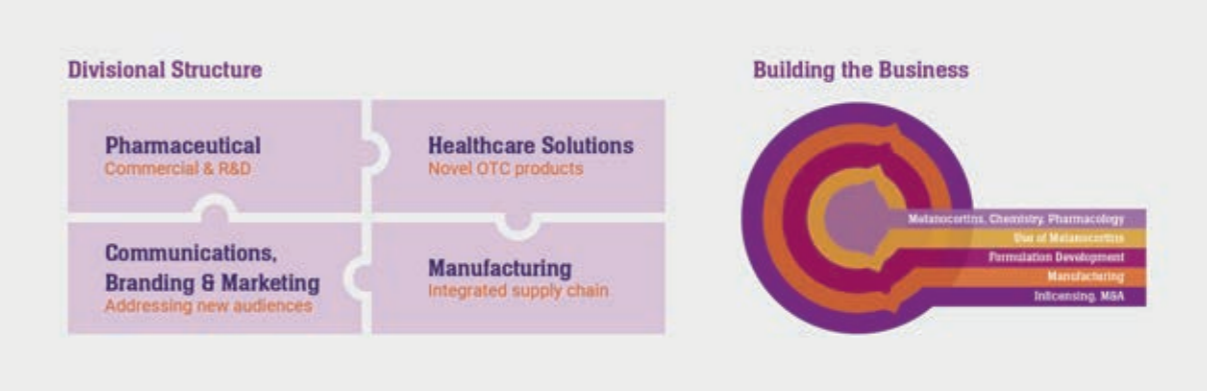 Divisional Structure
Pharmaceutical
Commercial & R&D
Healthcare Solutions
Novel OTC products
Communications,
Branding & Marketing
Addressing new audiences
Manufacturing
Integrated supply chain
Building the Business
Melanocortins, Chemistry, Pharmacology
Use of Melanocortins
Formulation Development
Manufacturing
Inlicensing, M&A